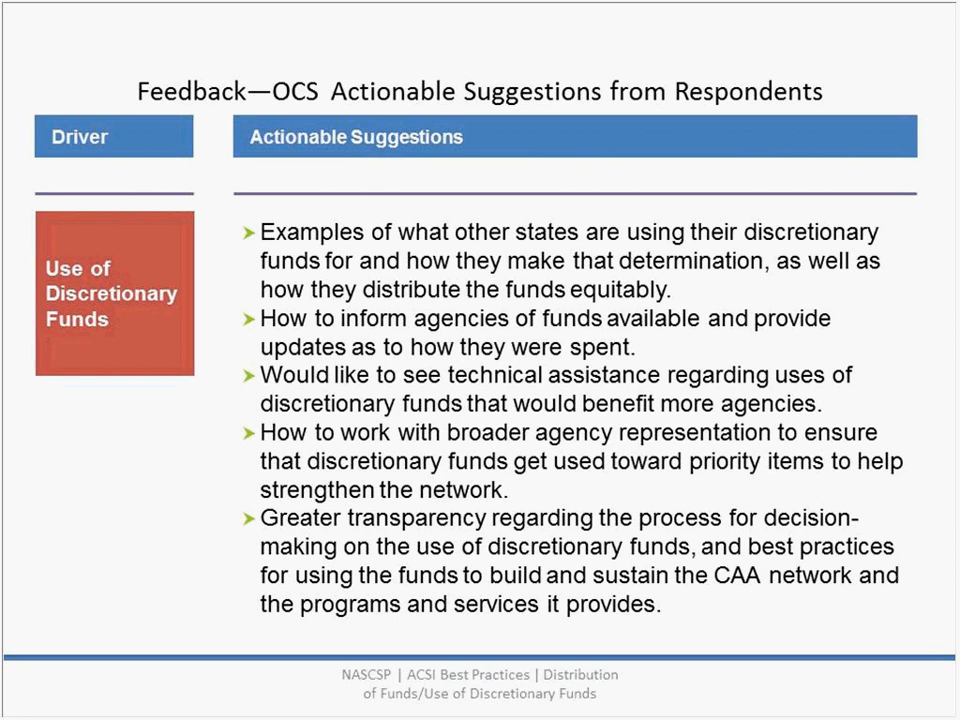 Feedback—OCS Actionable Suggestions from Respondents
Driver
Actionable Suggestions
Use of
Discretionary
Funds
Examples of what other states are using their discretionary
funds for and how they make that determination, as well as
how they distribute the funds equitably.
How to inform agencies of funds available and provide
updates as to how they were spent.
Would like to see technical assistance regarding uses of
discretionary funds that would benefit more agencies.
How to work with broader agency representation to ensure
that discretionary funds get used toward priority items to help
strengthen the network.
Greater transparency regarding the process for decision-
making on the use of discretionary funds, and best practices
for using the funds to build and sustain the CAA network and
the programs and services it provides.
NASCSP | ACSI Best Practices | Distribution
of Funds/Use of Discretionary Funds